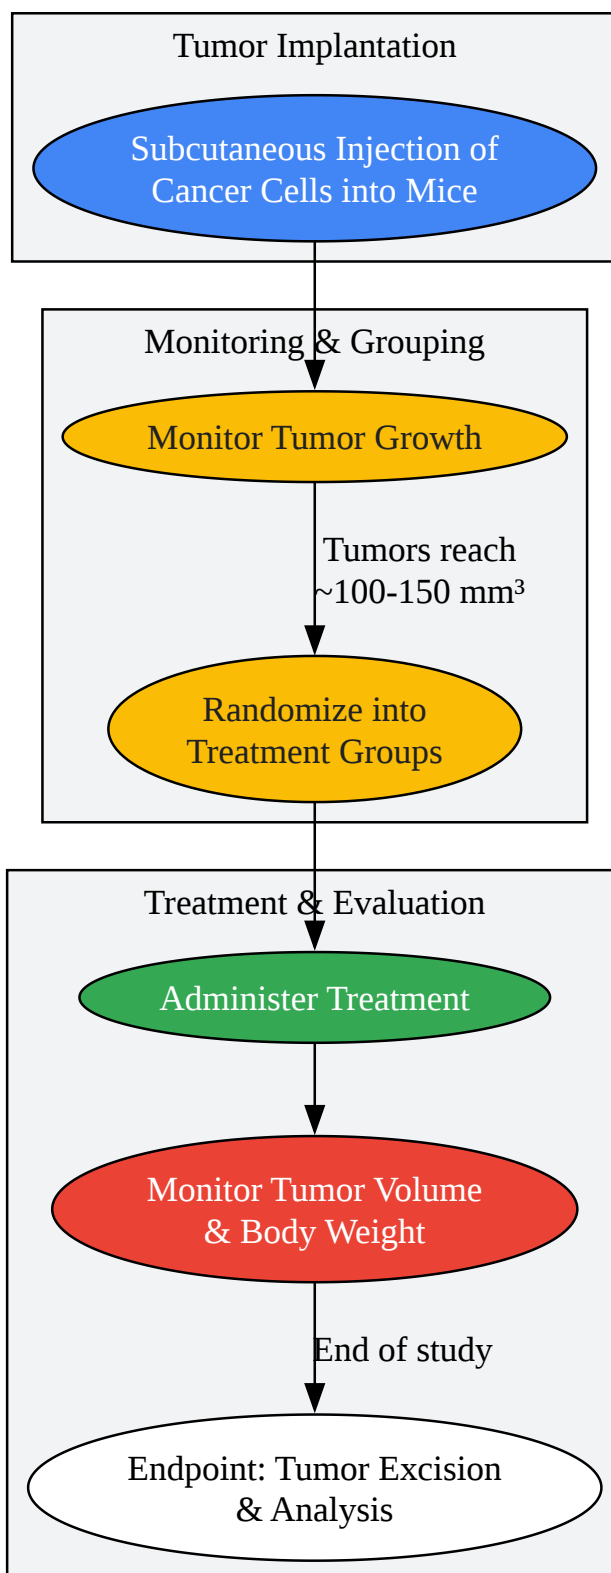 Tumor Implantation
Subcutaneous Injection of
Cancer Cells into Mice
Monitoring & Grouping
Monitor Tumor Growth
Tumors reach
~100-150 mm³
Randomize into
Treatment Groups
Treatment & Evaluation
Administer Treatment
Monitor Tumor Volume
& Body Weight
End of study
Endpoint: Tumor Excision
& Analysis